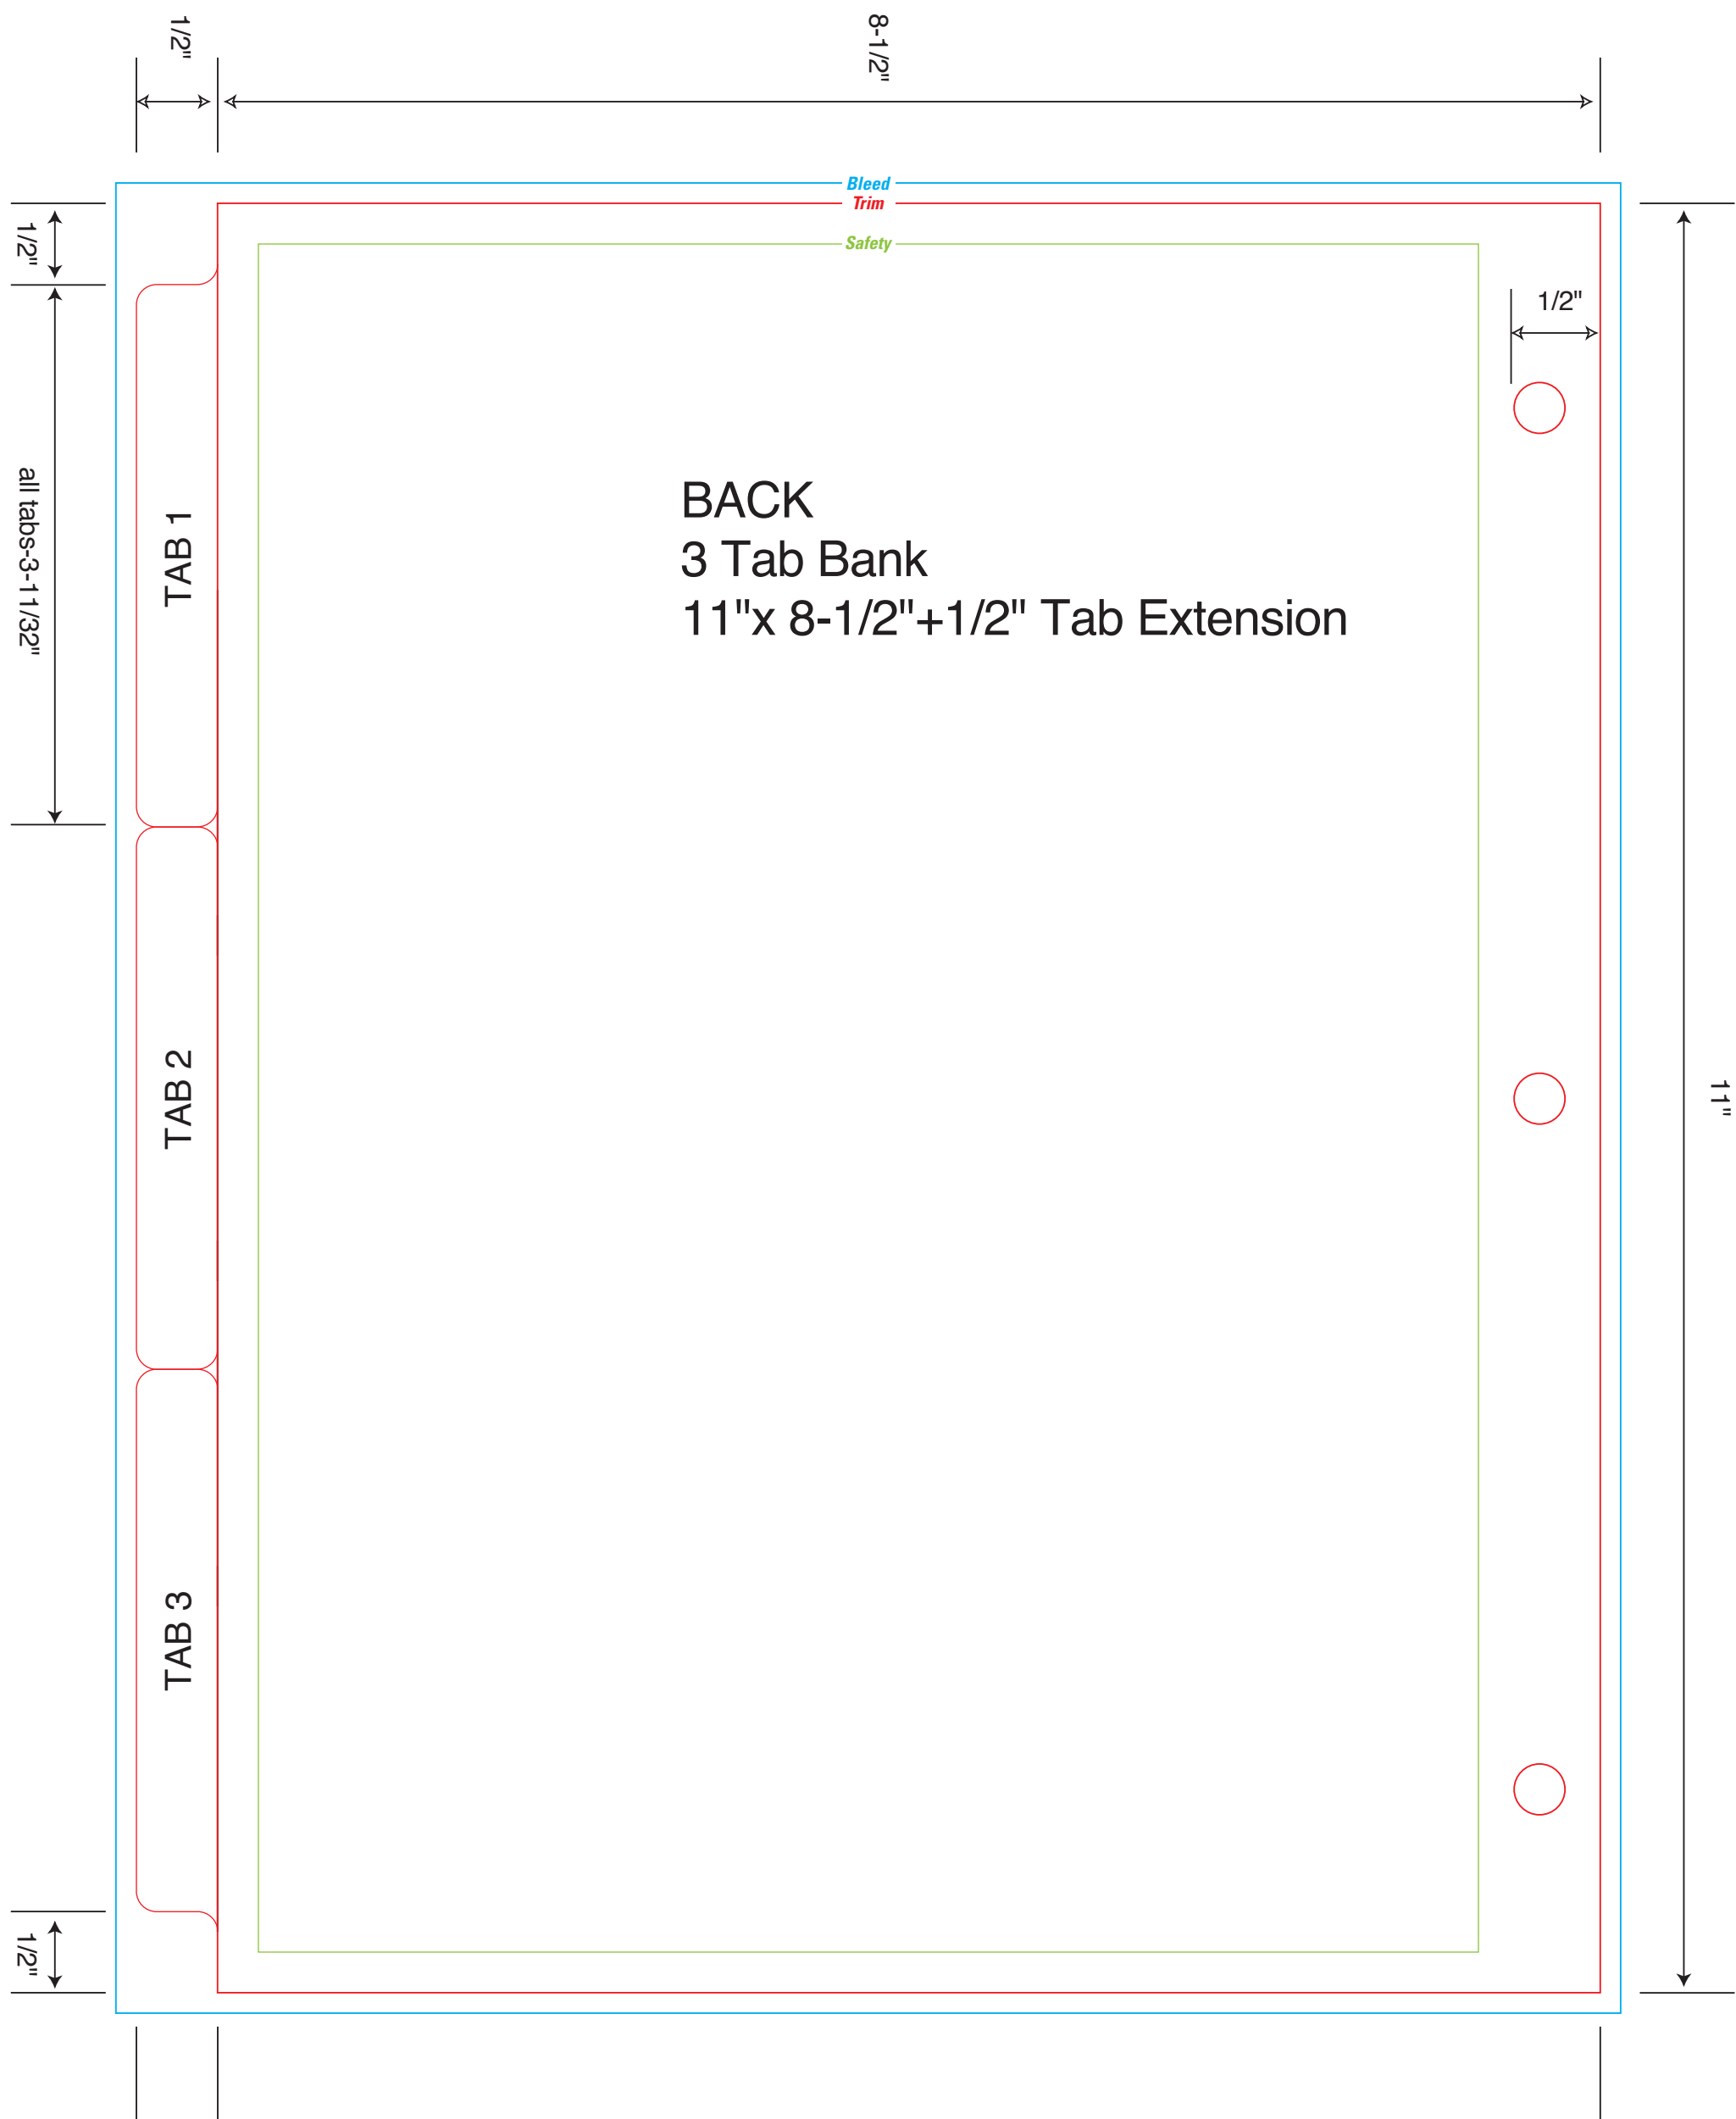 1/2"
8-1/2"
Bleed
Trim
Safety
1/2"
1/2"
all tabs-3-11/32"
TAB 1
BACK
3 Tab Bank
11"x 8-1/2"+1/2" Tab Extension
TAB 2
11"
TAB 3
1/2"